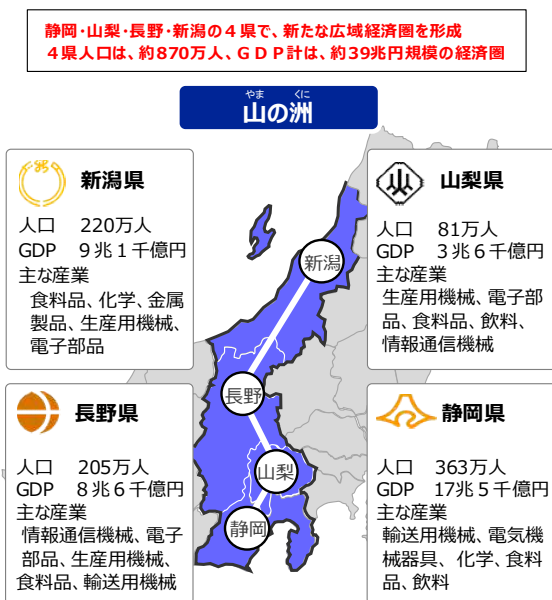 静岡・山梨・長野・新潟の４県で、新たな広域経済圏を形成
４県人口は、約870万人、ＧＤＰ計は、約39兆円規模の経済圏
やま くに
山の洲
新潟県
人口 220万人
GDP ９兆１千億円
主な産業
食料品、化学、金属
製品、生産用機械、
電子部品
山梨県
人口 81万人
GDP ３兆６千億円
主な産業
生産用機械、電子部
品、食料品、飲料、
情報通信機械
新潟
長野
山梨
静岡
長野県
人口 205万人
GDP ８兆６千億円
主な産業
情報通信機械、電子
部品、生産用機械、
食料品、輸送用機械
静岡県
人口 363万人
GDP 17兆５千億円
主な産業
輸送用機械、電気機
械器具、化学、食料
品、飲料